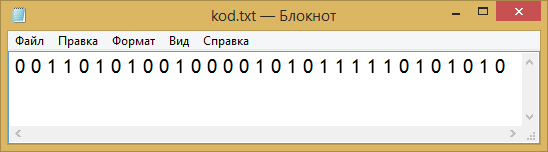 kod.txt — Блокнот
Файл Правка Формат Вид Справка
0 0 1 1 0 1 0 1 0 0 1 0 0 0 0 1 0 1 0 1 1 1 1 1 0 1 0 1 0 1 0